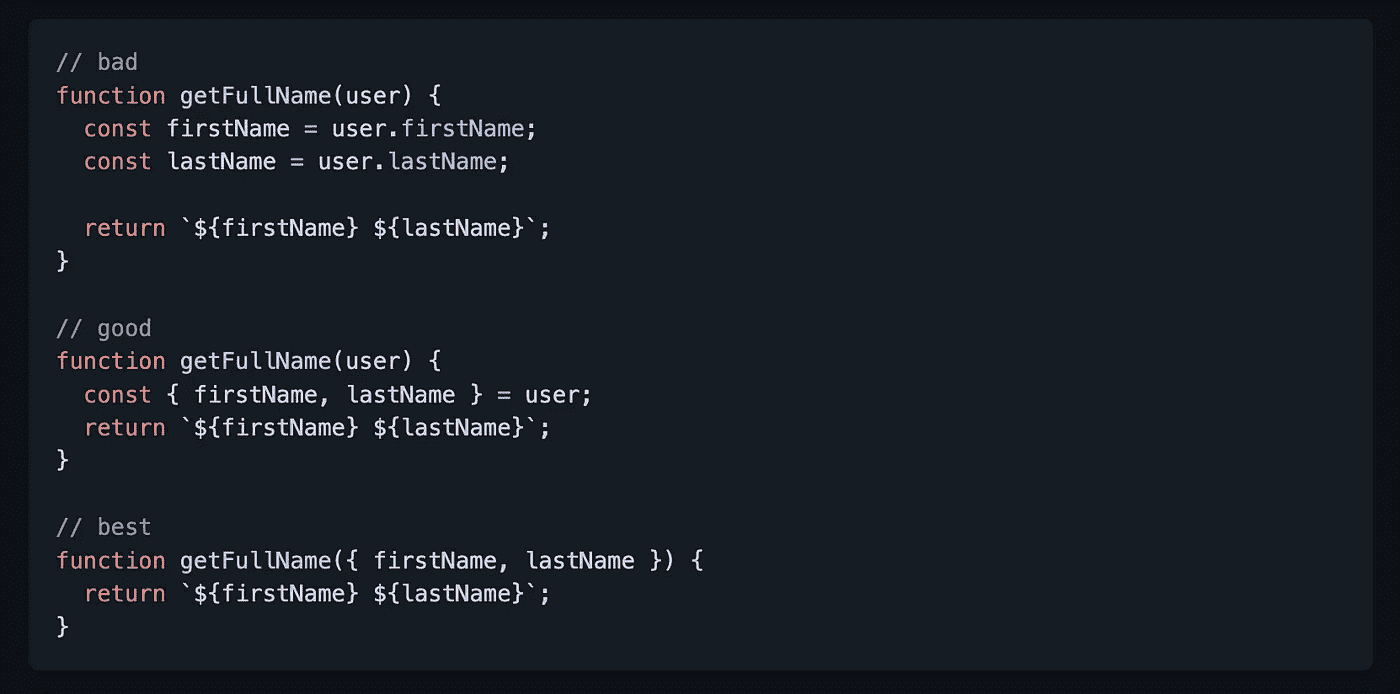 // bad
function getFullName(user) {
  const firstName = user.firstName;
  const lastName = user.lastName;

  return `${firstName} ${lastName}`;
}

// good
function getFullName(user) {
  const { firstName, lastName } = user;
  return `${firstName} ${lastName}`;
}

// best
function getFullName({ firstName, lastName }) {
  return `${firstName} ${lastName}`;
}